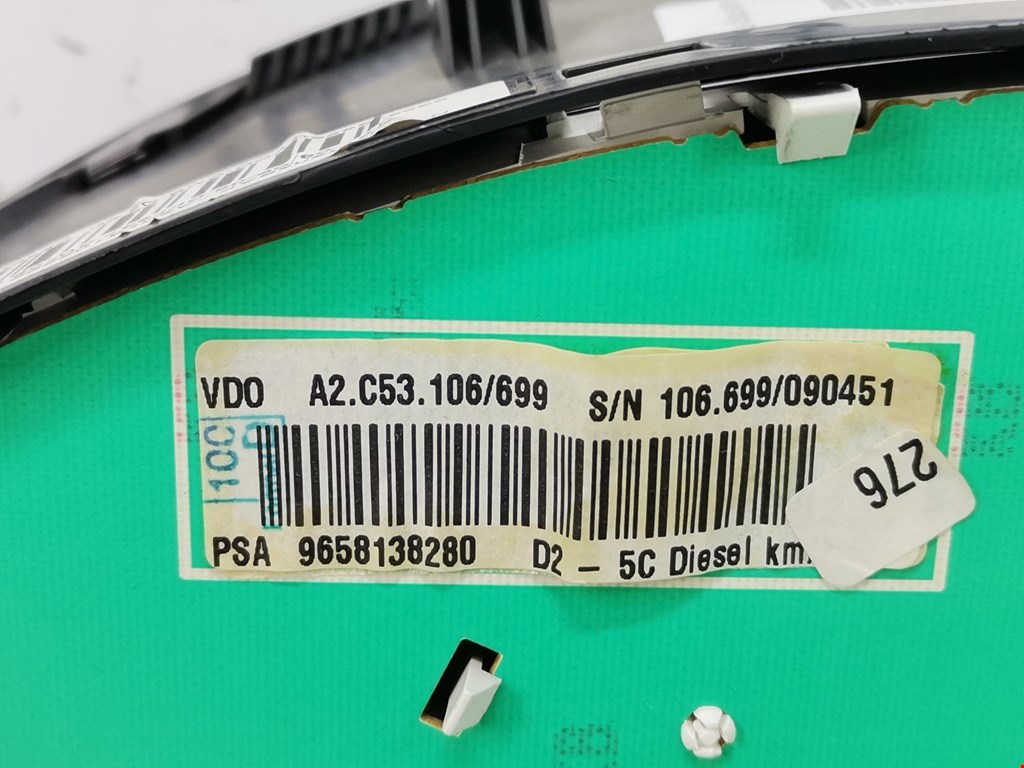 VDO A2.C53.106/699 S/N 106.699/090451
10C
PSA 9658138280 D2 – 5C Diesel km
276